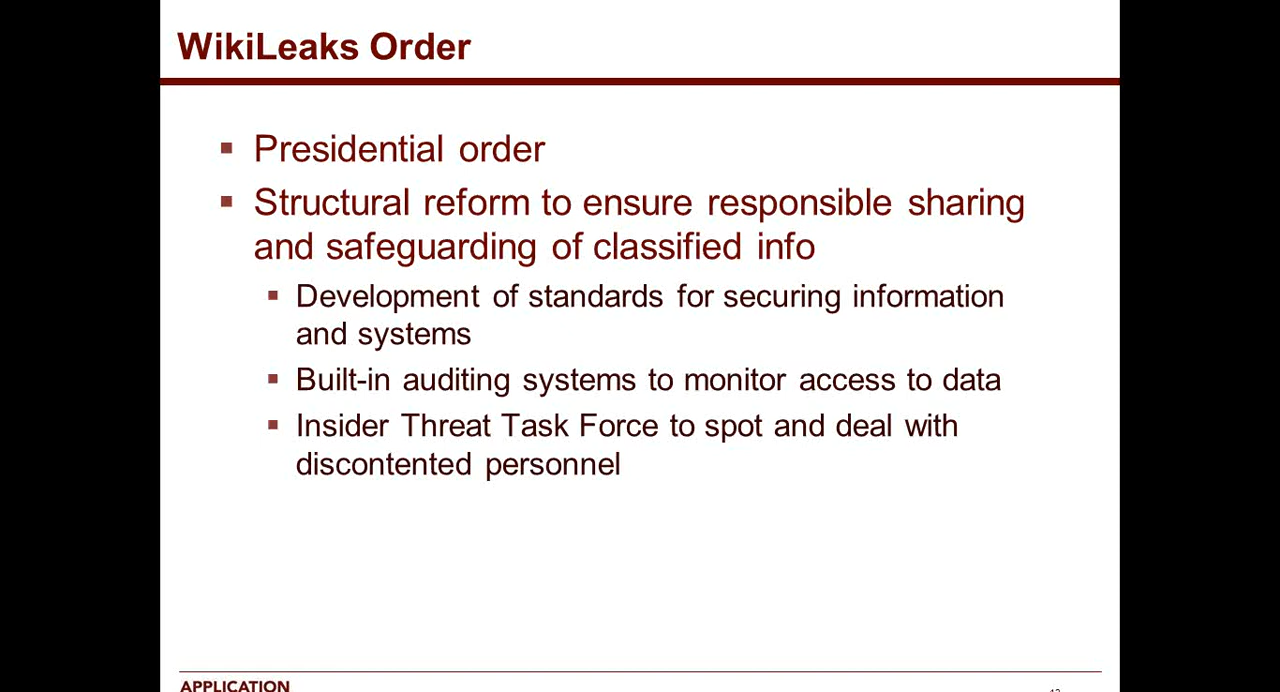 WikiLeaks Order
Presidential order
Structural reform to ensure responsible sharing
and safeguarding of classified info
Development of standards for securing information
and systems
Built-in auditing systems to monitor access to data
Insider Threat Task Force to spot and deal with
discontented personnel
APPLICATION